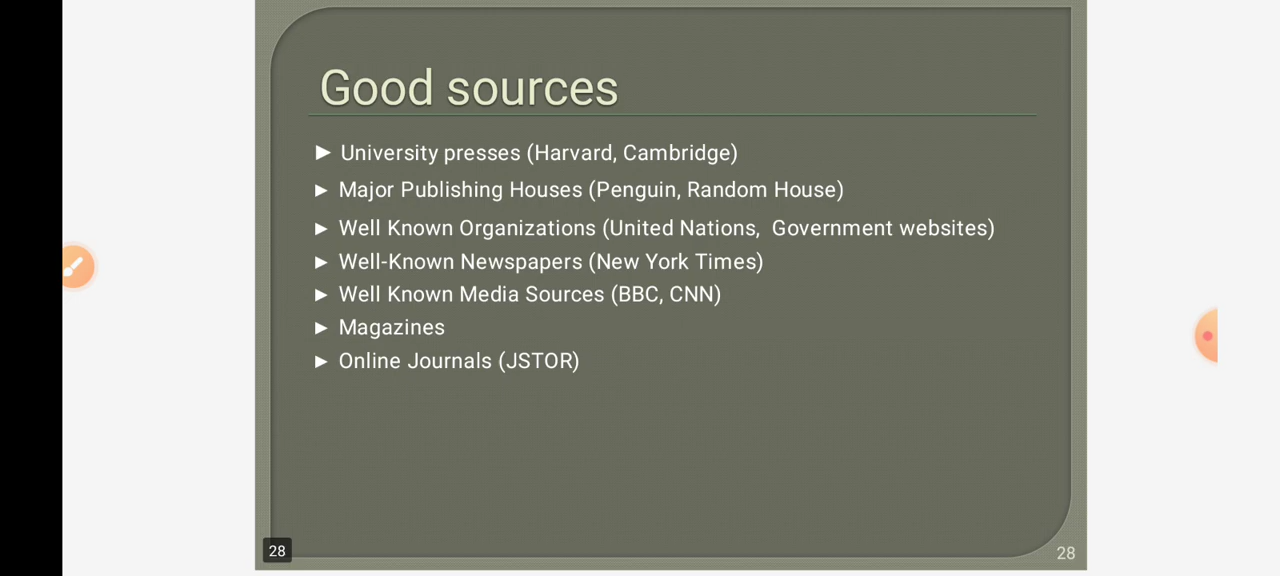 Good sources
► University presses (Harvard, Cambridge)
► Major Publishing Houses (Penguin, Random House)
► Well Known Organizations (United Nations,  Government websites)
► Well-Known Newspapers (New York Times)
► Well Known Media Sources (BBC, CNN)
► Magazines
► Online Journals (JSTOR)
28
28